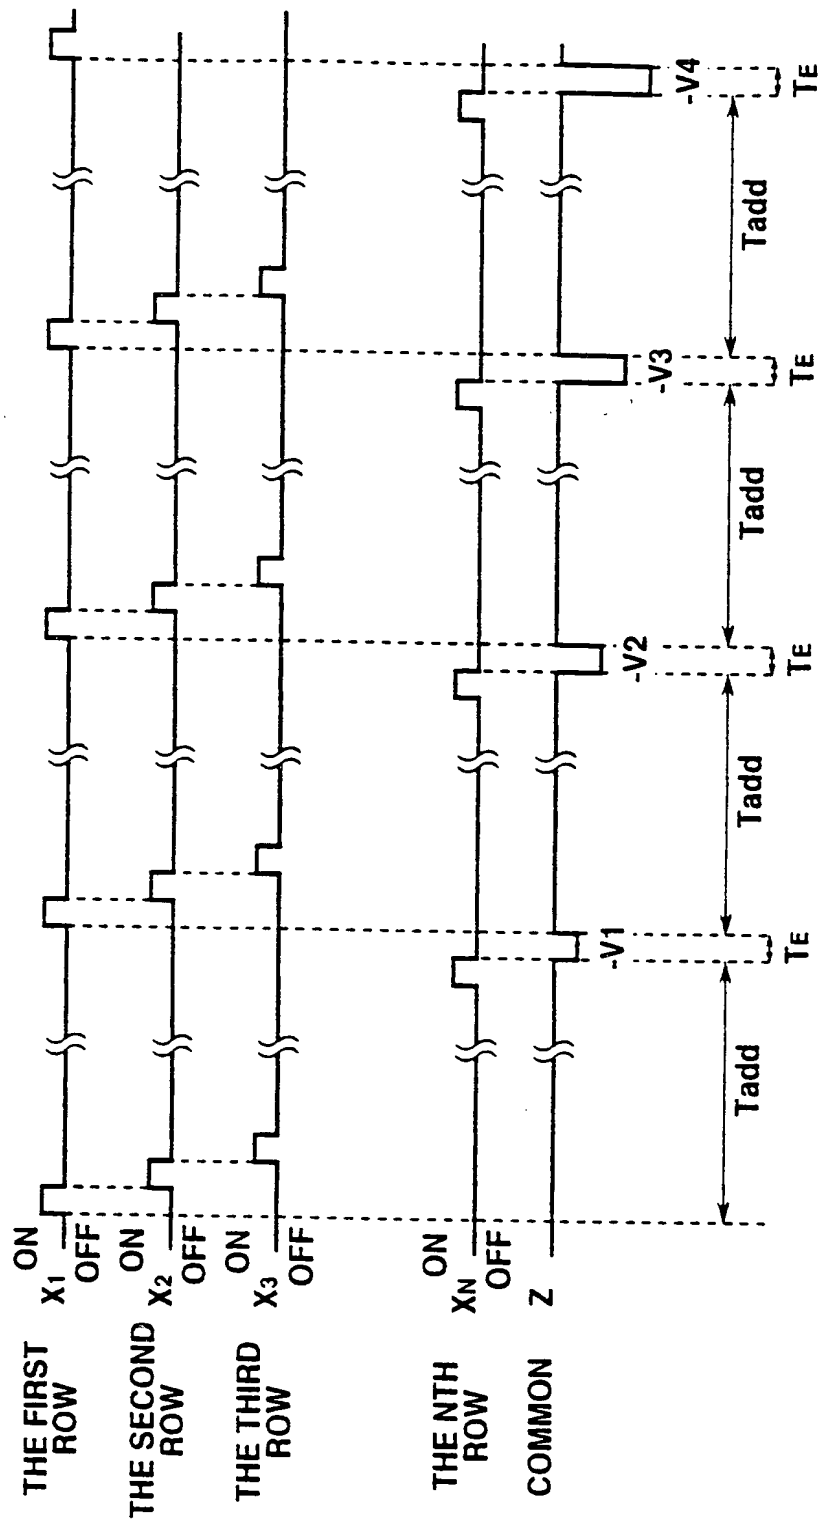 THE FIRST
ROW
X1
ON
OFF
THE SECOND
ROW
X2
ON
OFF
THE THIRD
ROW
X3
ON
OFF
THE NTH
ROW
XN
ON
OFF
COMMON
Z
-V1
-V2
-V3
-V4
Tadd
TE
Tadd
TE
Tadd
TE
Tadd
TE